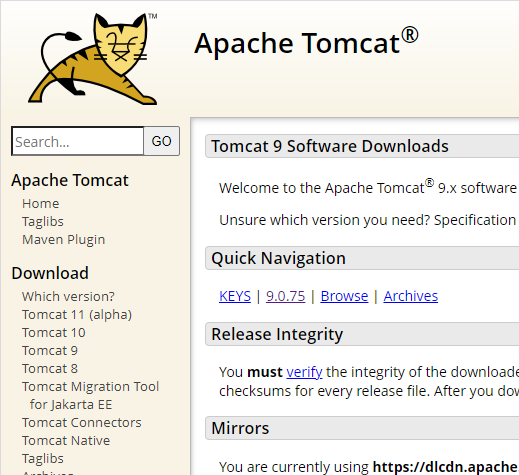 TM
Apache Tomcat®
Search... GO
Apache Tomcat
Home
Taglibs
Maven Plugin
Download
Which version?
Tomcat 11 (alpha)
Tomcat 10
Tomcat 9
Tomcat 8
Tomcat Migration Tool
for Jakarta EE
Tomcat Connectors
Tomcat Native
Taglibs
Archives
Tomcat 9 Software Downloads
Welcome to the Apache Tomcat® 9.x software
Unsure which version you need? Specification
Quick Navigation
KEYS | 9.0.75 | Browse | Archives
Release Integrity
You must verify the integrity of the downloade
checksums for every release file. After you dow
Mirrors
You are currently using https://dlcdn.apache